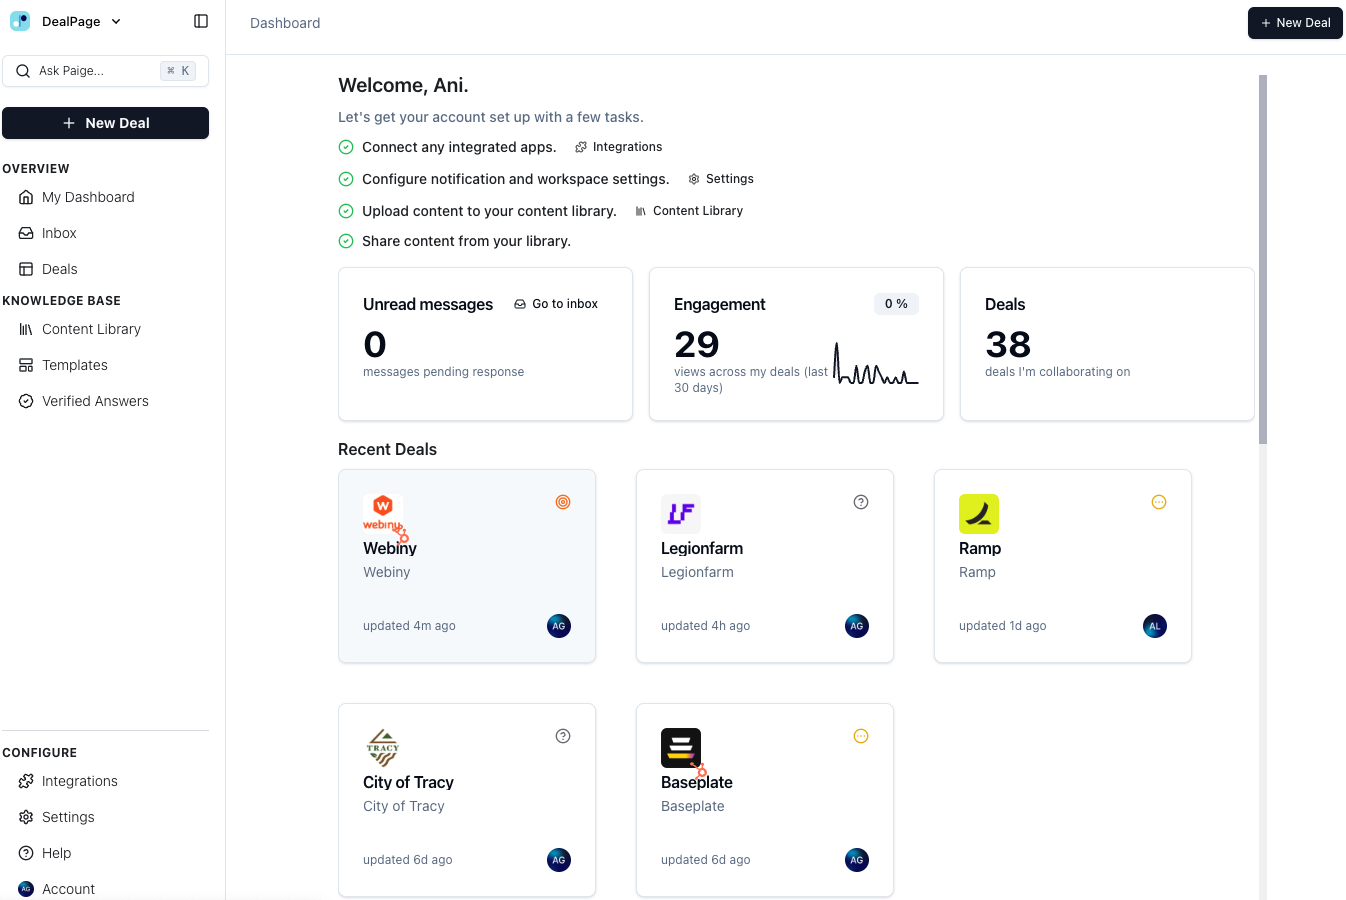 DealPage
Ask Paige...
⌘ K
New Deal
OVERVIEW
My Dashboard
Inbox
Deals
KNOWLEDGE BASE
Content Library
Templates
Verified Answers
CONFIGURE
Integrations
Settings
Help
AG Account
Dashboard
New Deal
Welcome, Ani.
Let's get your account set up with a few tasks.
Connect any integrated apps. Integrations
Configure notification and workspace settings. Settings
Upload content to your content library. Content Library
Share content from your library.
Unread messages Go to inbox
0
messages pending response
Engagement 0 %
29
views across my deals (last
30 days)
Deals
38
deals I'm collaborating on
Recent Deals
W
webiny
Webiny
Webiny
updated 4m ago AG
LF
Legionfarm
Legionfarm
updated 4h ago AG
Ramp
Ramp
updated 1d ago AL
TRACY
City of Tracy
City of Tracy
updated 6d ago AG
Baseplate
Baseplate
updated 6d ago AG